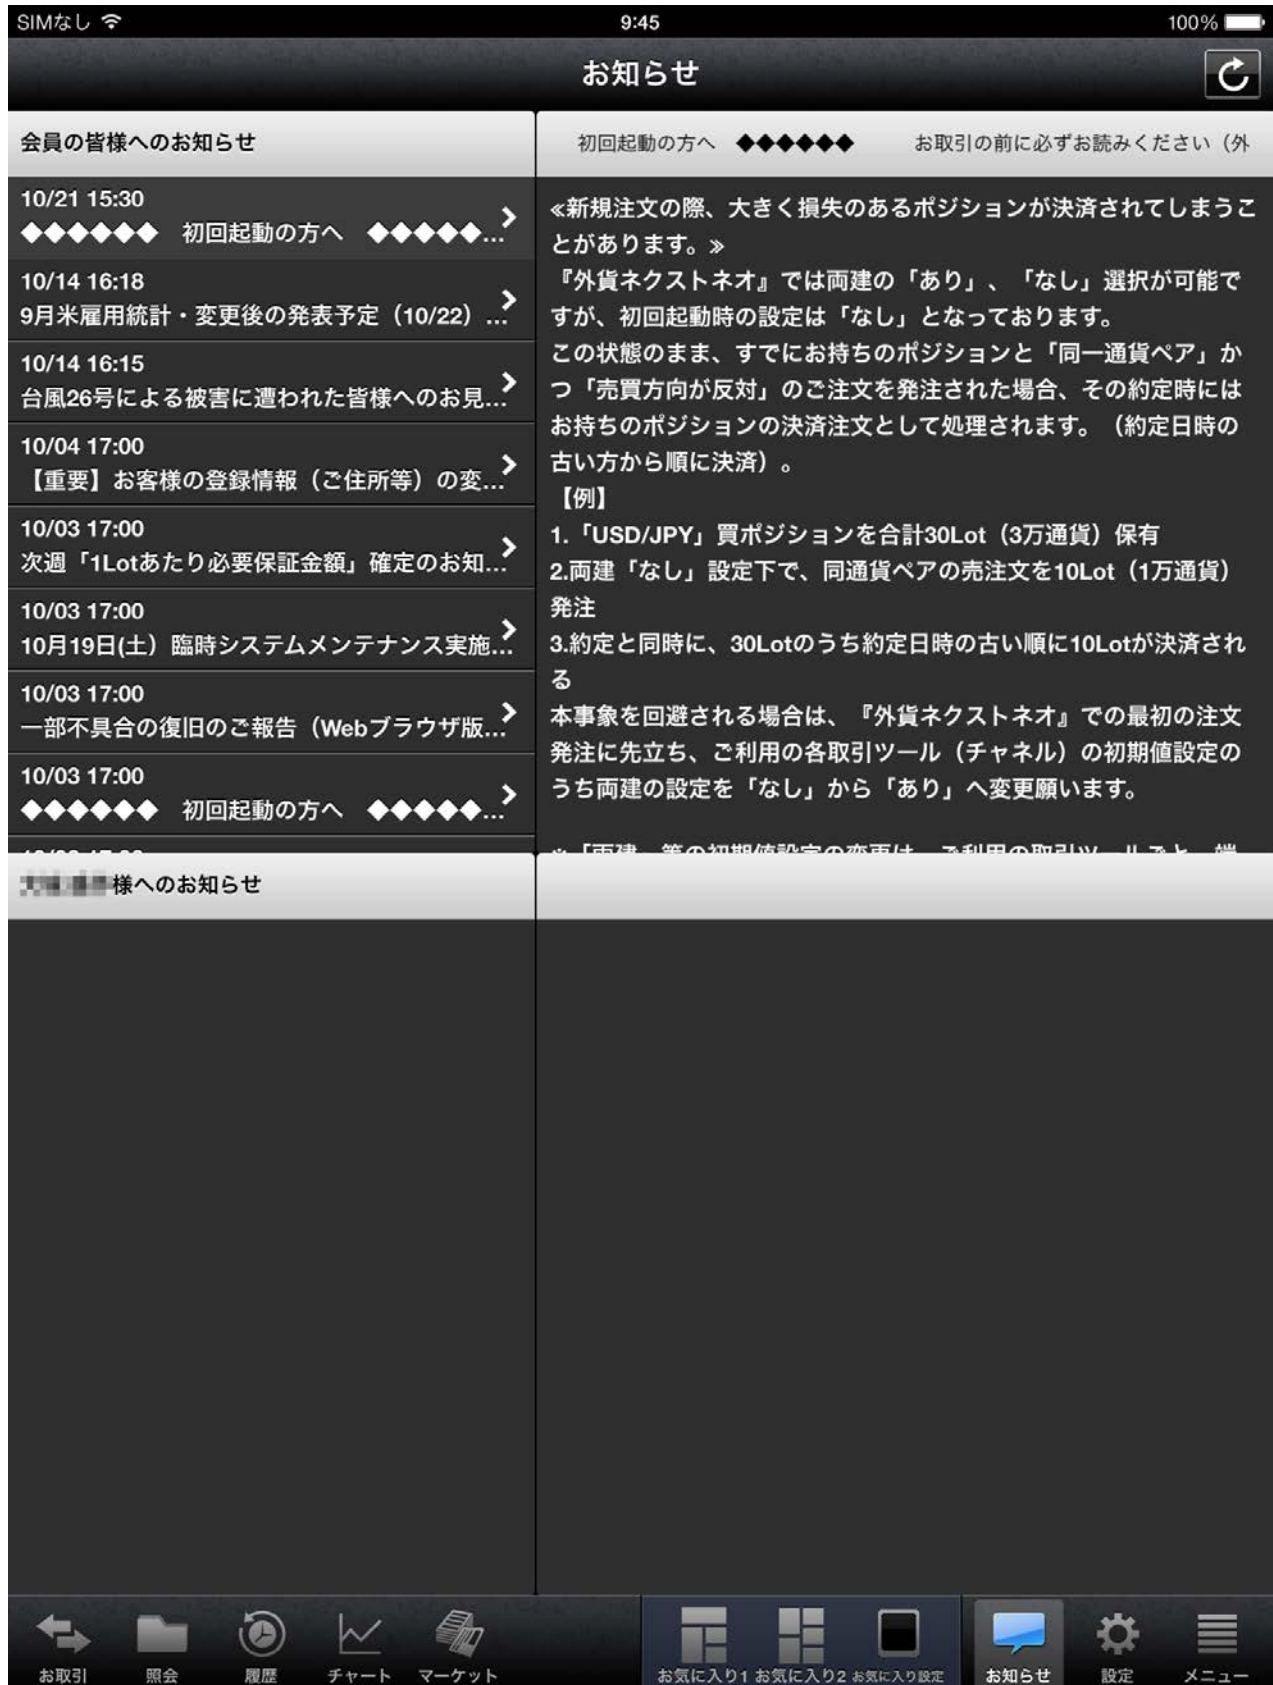 SIMなし 9:45 100%
お知らせ
会員の皆様へのお知らせ
10/21 15:30
◆◆◆◆◆◆ 初回起動の方へ ◆◆◆◆◆...
10/14 16:18
9月米雇用統計・変更後の発表予定（10/22）...
10/14 16:15
台風26号による被害に遭われた皆様へのお見...
10/04 17:00
【重要】お客様の登録情報（ご住所等）の変...
10/03 17:00
次週「1Lotあたり必要保証金額」確定のお知...
10/03 17:00
10月19日(土）臨時システムメンテナンス実施...
10/03 17:00
一部不具合の復旧のご報告（Webブラウザ版...
10/03 17:00
◆◆◆◆◆◆ 初回起動の方へ ◆◆◆◆◆...
初回起動の方へ ◆◆◆◆◆◆ お取引の前に必ずお読みください（外
≪新規注文の際、大きく損失のあるポジションが決済されてしまうこ
とがあります。≫
『外貨ネクストネオ』では両建の「あり」、「なし」選択が可能で
すが、初回起動時の設定は「なし」となっております。
この状態のまま、すでにお持ちのポジションと「同一通貨ペア」か
つ「売買方向が反対」のご注文を発注された場合、その約定時には
お持ちのポジションの決済注文として処理されます。（約定日時の
古い方から順に決済）。
【例】
1.「USD/JPY」買ポジションを合計30Lot（3万通貨）保有
2.両建「なし」設定下で、同通貨ペアの売注文を10Lot（1万通貨）
発注
3.約定と同時に、30Lotのうち約定日時の古い順に10Lotが決済され
る
本事象を回避される場合は、『外貨ネクストネオ』での最初の注文
発注に先立ち、ご利用の各取引ツール（チャネル）の初期値設定の
うち両建の設定を「なし」から「あり」へ変更願います。
※「両建」等の初期値設定の変更は、ご利用の取引ツールごと、端
様へのお知らせ
お取引 照会 履歴 チャート マーケット お気に入り1 お気に入り2 お気に入り設定 お知らせ 設定 メニュー